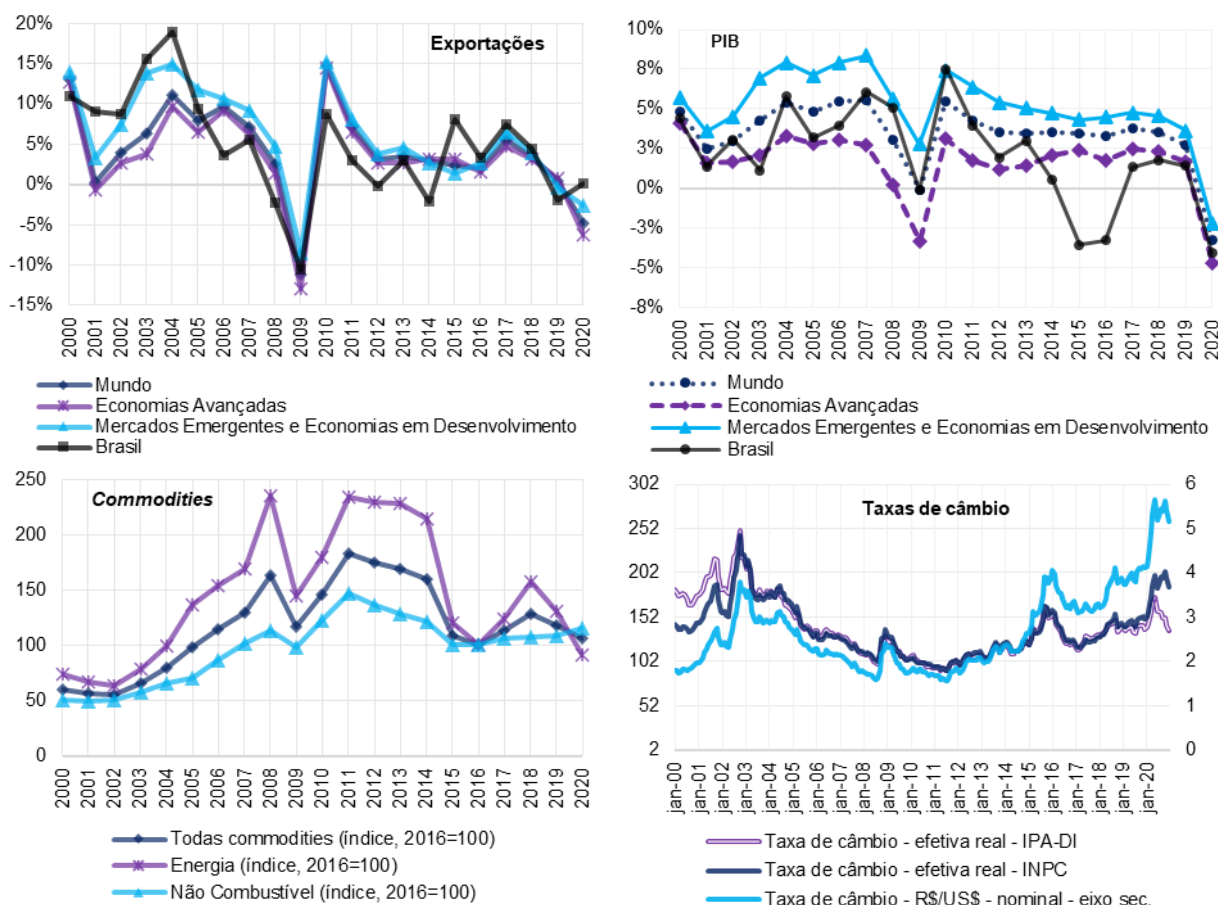 Exportações
20%
15%
10%
5%
0%
-5%
-10%
-15%
2000
2001
2002
2003
2004
2005
2006
2007
2008
2009
2010
2011
2012
2013
2014
2015
2016
2017
2018
2019
2020
Mundo
Economias Avançadas
Mercados Emergentes e Economias em Desenvolvimento
Brasil
PIB
10%
8%
5%
3%
0%
-3%
-5%
-8%
2000
2001
2002
2003
2004
2005
2006
2007
2008
2009
2010
2011
2012
2013
2014
2015
2016
2017
2018
2019
2020
Mundo
Economias Avançadas
Mercados Emergentes e Economias em Desenvolvimento
Brasil
Commodities
250
200
150
100
50
0
2000
2001
2002
2003
2004
2005
2006
2007
2008
2009
2010
2011
2012
2013
2014
2015
2016
2017
2018
2019
2020
Todas commodities (índice, 2016=100)
Energia (índice, 2016=100)
Não Combustível (índice, 2016=100)
Taxas de câmbio
302
252
202
152
102
52
2
6
5
4
3
2
1
0
jan-00
jan-01
jan-02
jan-03
jan-04
jan-05
jan-06
jan-07
jan-08
jan-09
jan-10
jan-11
jan-12
jan-13
jan-14
jan-15
jan-16
jan-17
jan-18
jan-19
jan-20
Taxa de câmbio - efetiva real - IPA-DI
Taxa de câmbio - efetiva real - INPC
Taxa de câmbio - R$/US$ - nominal - eixo sec.